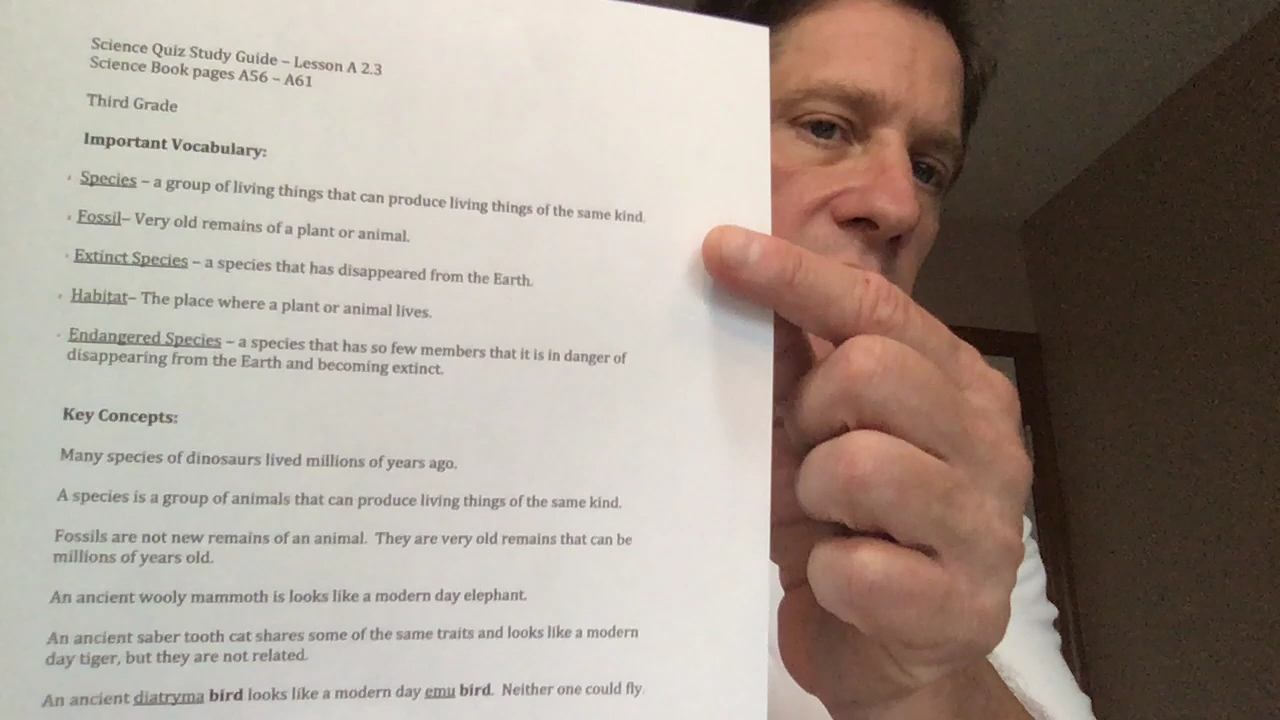 Science Quiz Study Guide – Lesson A 2.3
Science Book pages A56 – A61
Third Grade
Important Vocabulary:
Species – a group of living things that can produce living things of the same kind.
Fossil– Very old remains of a plant or animal.
Extinct Species – a species that has disappeared from the Earth.
Habitat– The place where a plant or animal lives.
Endangered Species – a species that has so few members that it is in danger of
disappearing from the Earth and becoming extinct.
Key Concepts:
Many species of dinosaurs lived millions of years ago.
A species is a group of animals that can produce living things of the same kind.
Fossils are not new remains of an animal.  They are very old remains that can be
millions of years old.
An ancient wooly mammoth is looks like a modern day elephant.
An ancient saber tooth cat shares some of the same traits and looks like a modern
day tiger, but they are not related.
An ancient diatryma bird looks like a modern day emu bird.  Neither one could fly.